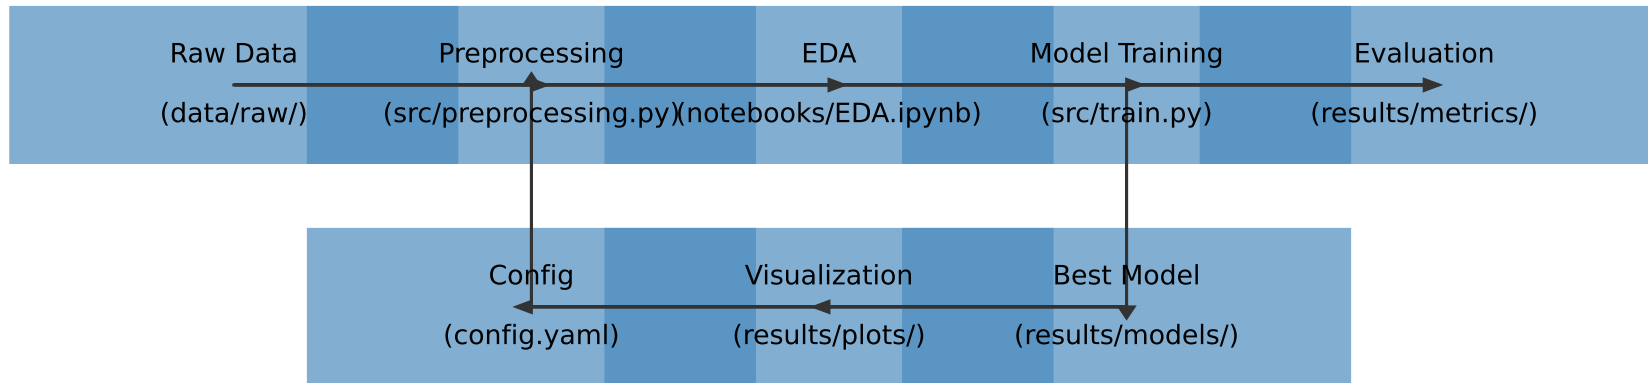 Raw Data Preprocessing EDA Model Training Evaluation
(data/raw/) (src/preprocessing.py) (notebooks/EDA.ipynb) (src/train.py) (results/metrics/)
Config Visualization Best Model
(config.yaml) (results/plots/) (results/models/)